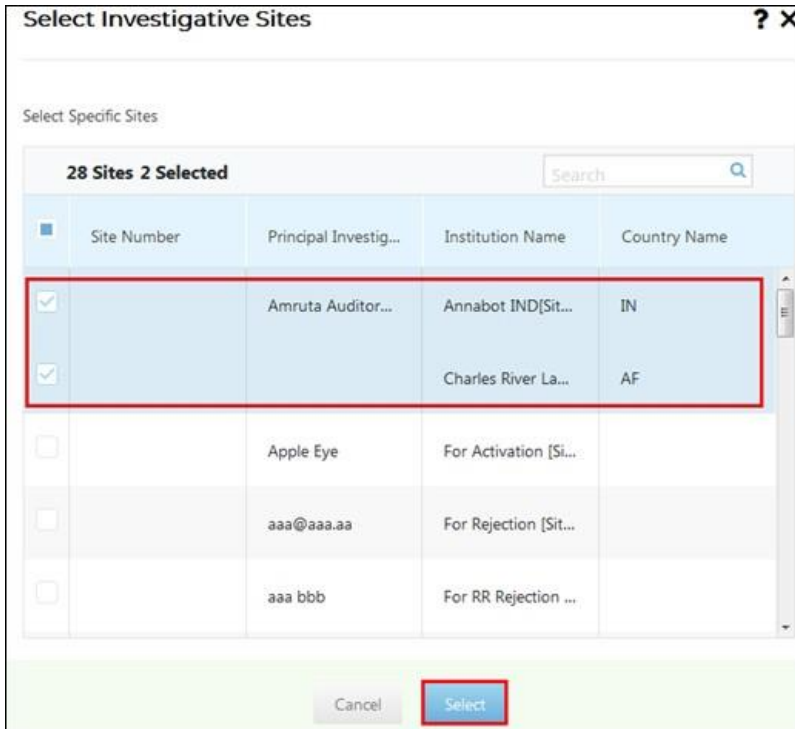 Select Investigative Sites ? X
Select Specific Sites
28 Sites 2 Selected Search
Site Number Principal Investig... Institution Name Country Name
Amruta Auditor... Annabot IND[Sit... IN
Charles River La... AF
Apple Eye For Activation [Si...
aaa@aaa.aa For Rejection [Sit...
aaa bbb For RR Rejection ...
Cancel Select